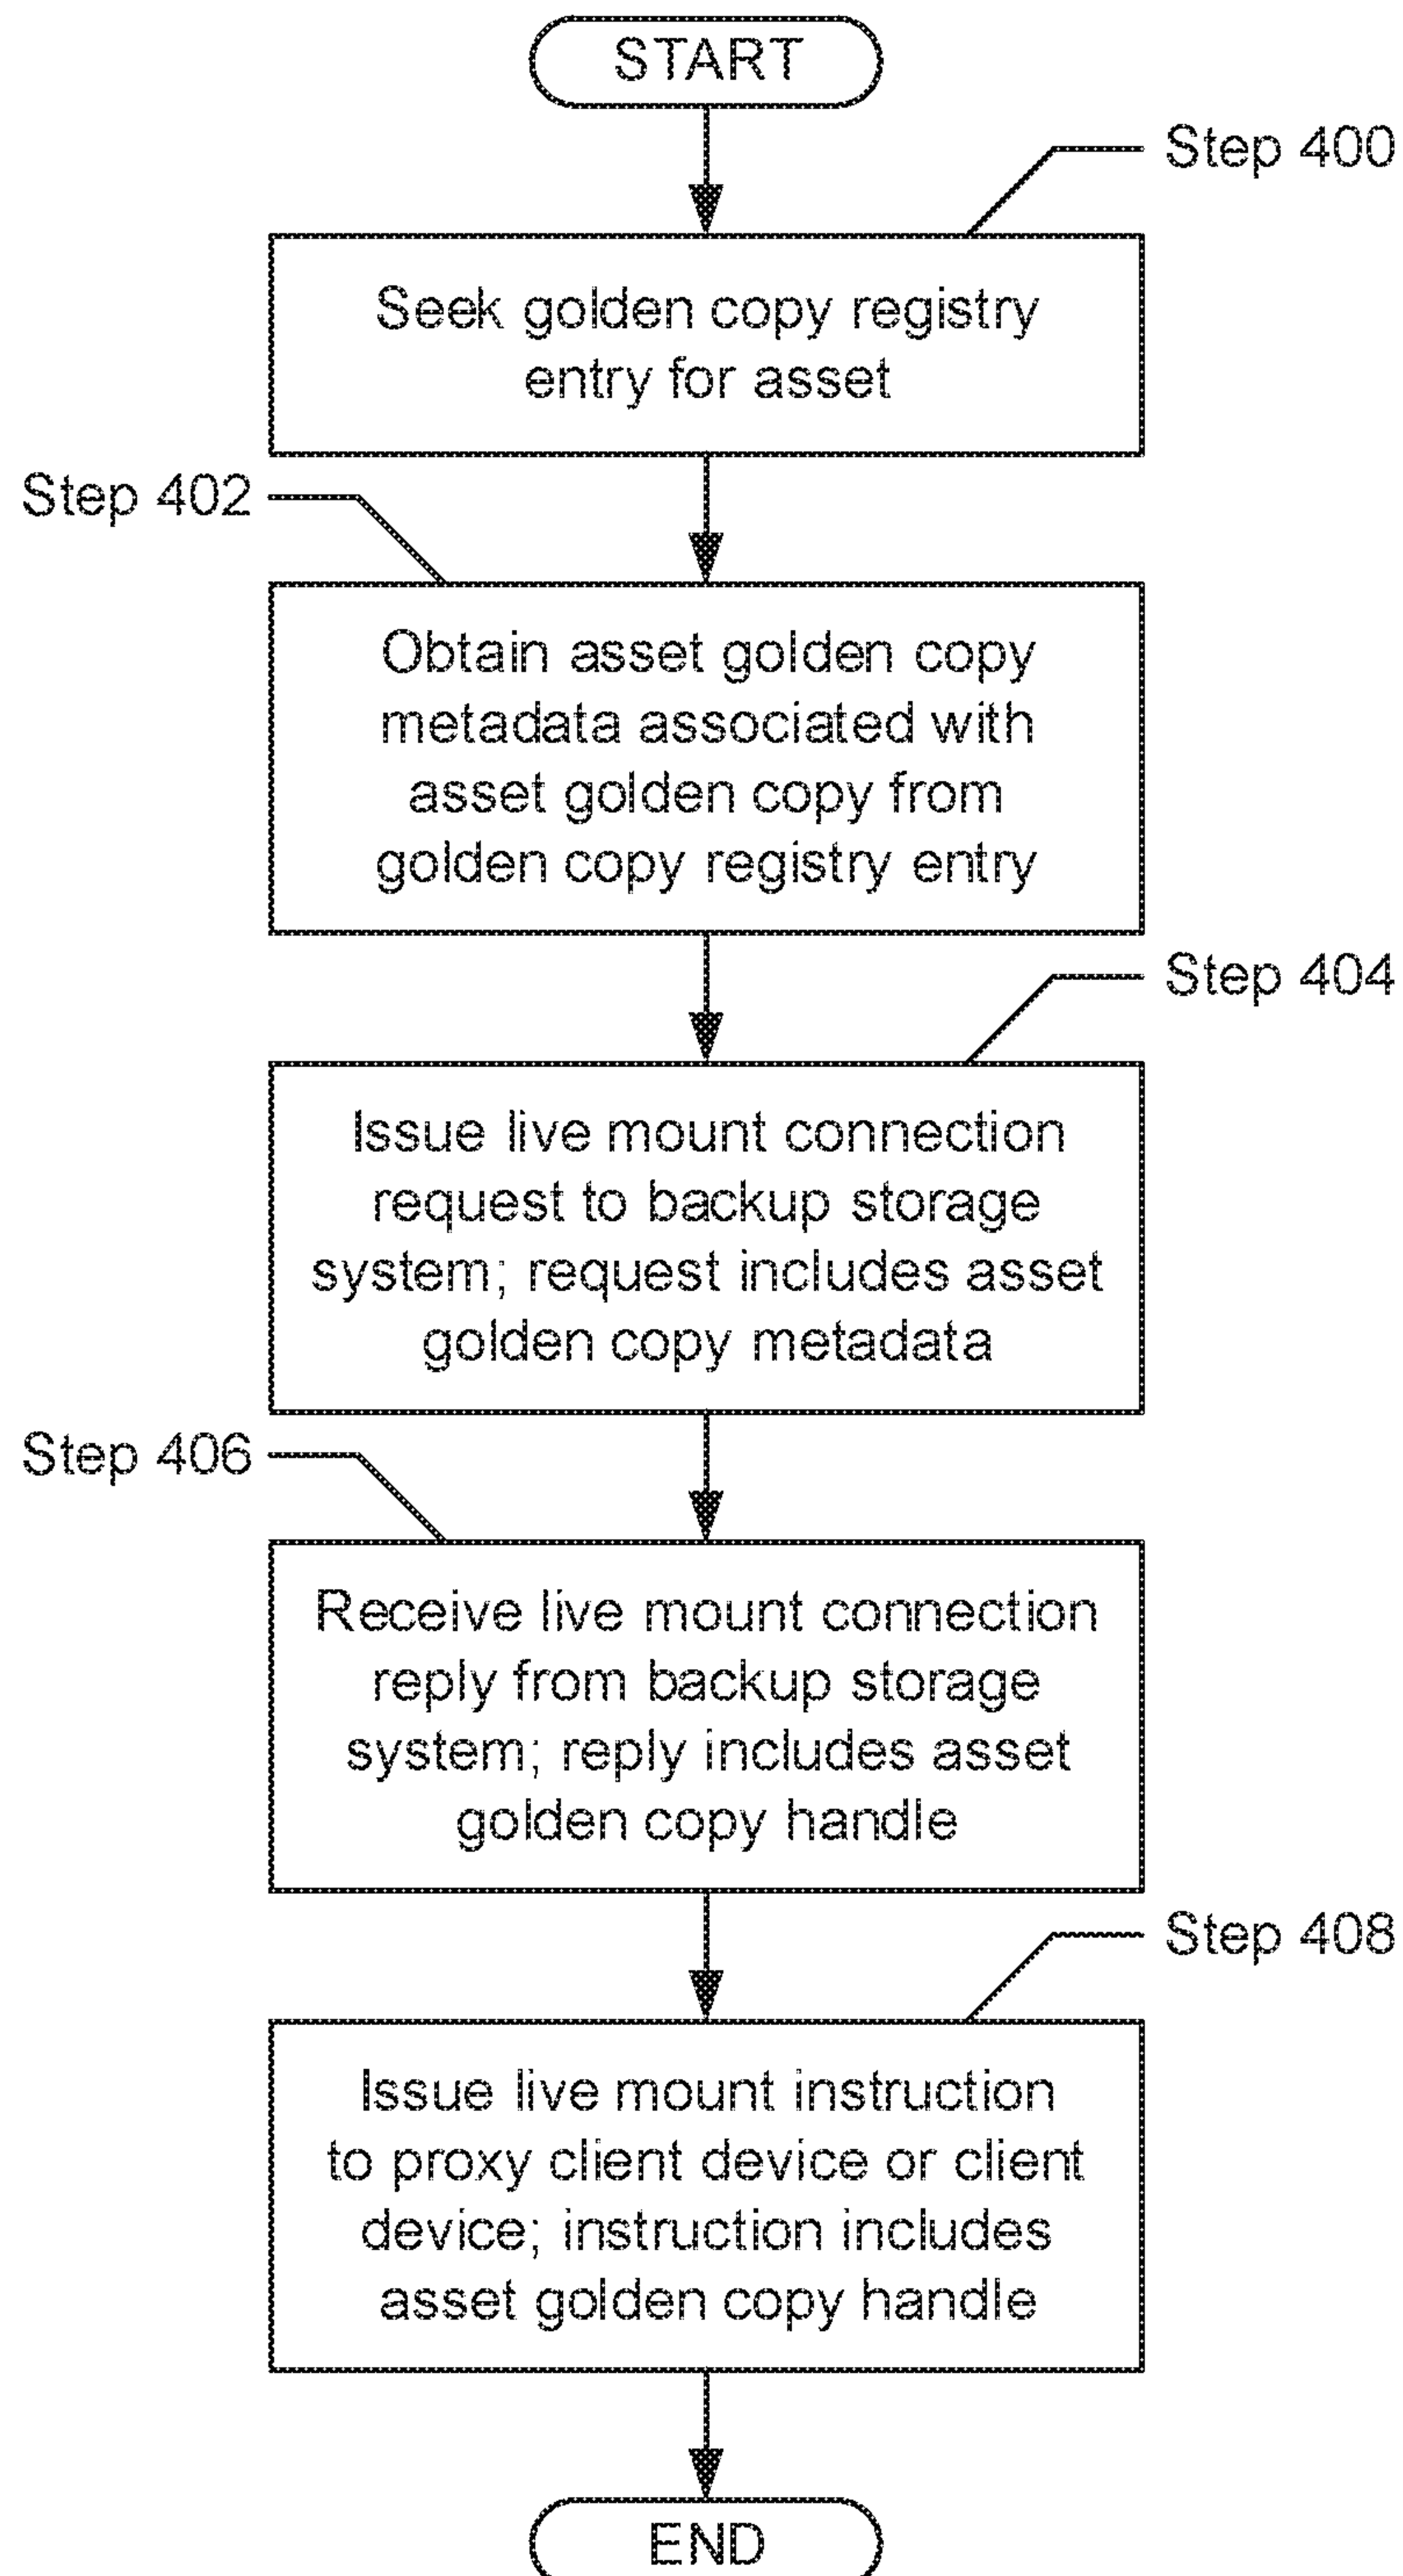 START
Step 400
Seek golden copy registry
entry for asset
Step 402
Obtain asset golden copy
metadata associated with
asset golden copy from
golden copy registry entry
Step 404
Issue live mount connection
request to backup storage
system; request includes asset
golden copy metadata
Step 406
Receive live mount connection
reply from backup storage
system; reply includes asset
golden copy handle
Step 408
Issue live mount instruction
to proxy client device or client
device; instruction includes
asset golden copy handle
END